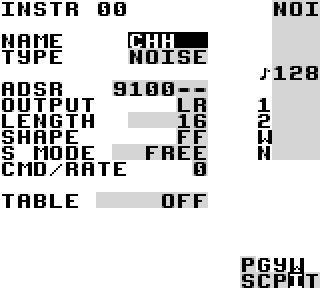 INSTR 00 NOI
NAME CHH
TYPE NOISE
♪128
ADSR 9100--
OUTPUT LR 1
LENGTH 16 2
SHAPE FF W
S MODE FREE N
CMD/RATE 0
TABLE OFF
PGYW
SCPIT